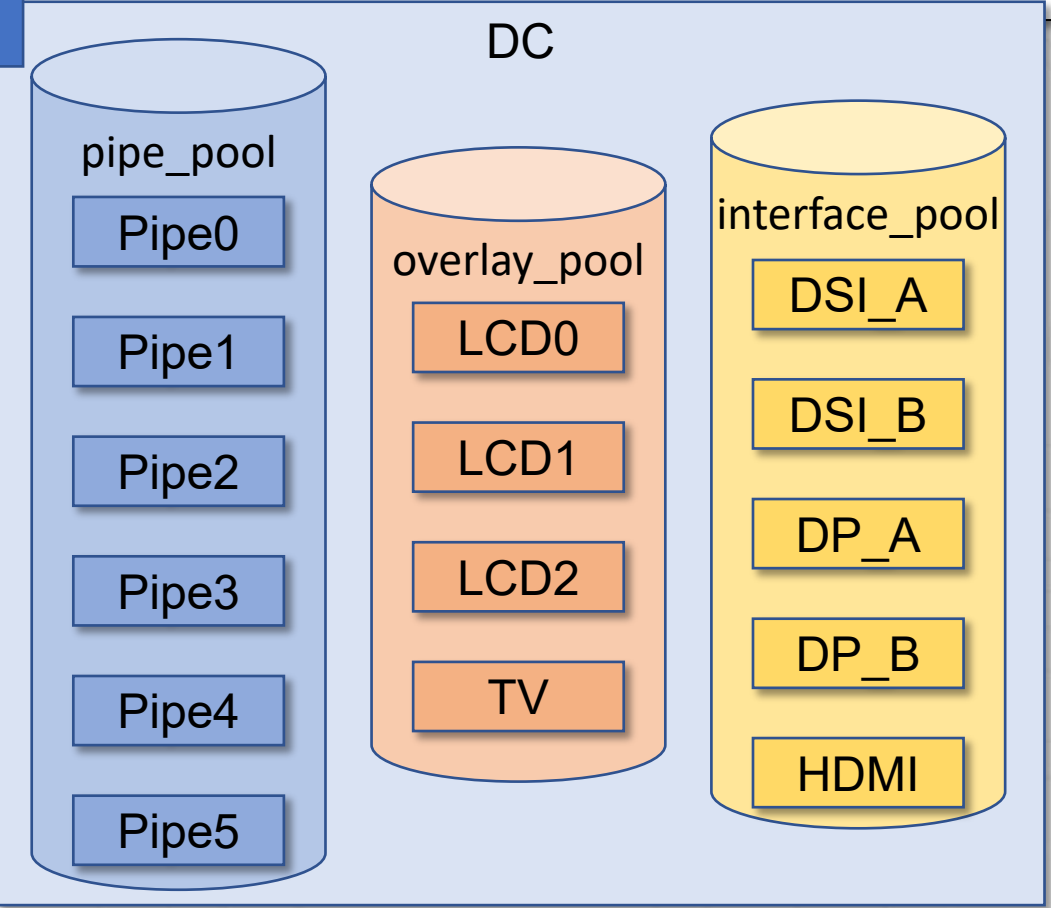 DC
pipe_pool
Pipe0
Pipe1
Pipe2
Pipe3
Pipe4
Pipe5
overlay_pool
LCD0
LCD1
LCD2
TV
interface_pool
DSI_A
DSI_B
DP_A
DP_B
HDMI